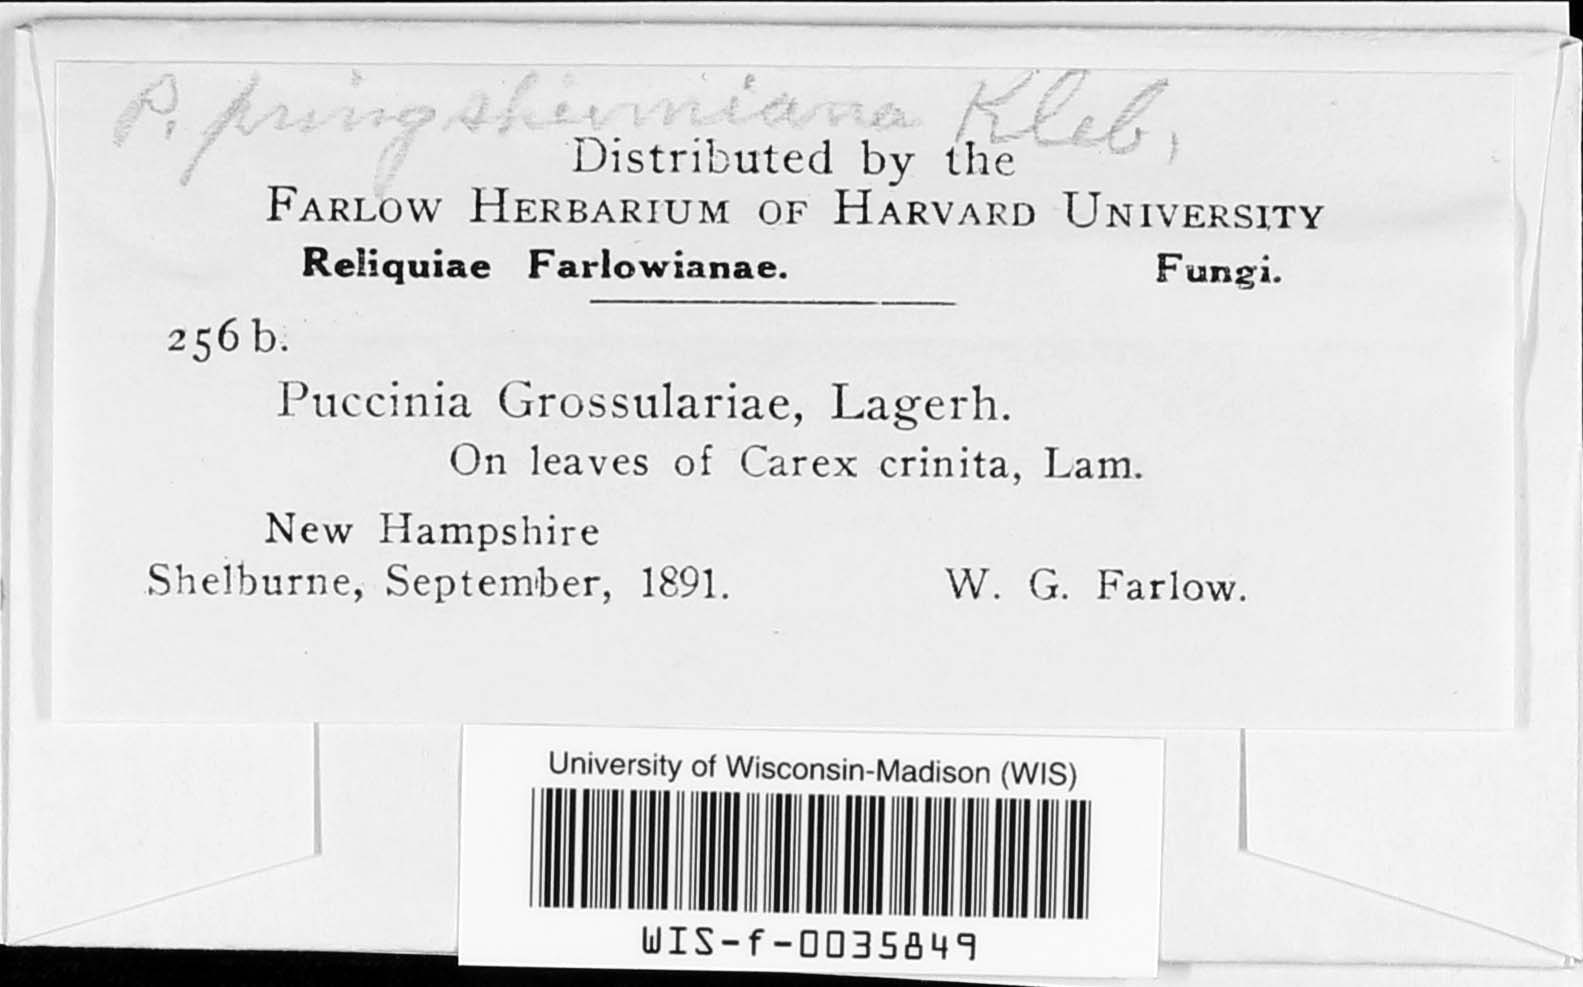 P. pringsheimiana Kleb,
Distributed by the
Farlow Herbarium of Harvard University
Reliquiae Farlowianae. Fungi.
256 b.
Puccinia Grossulariae, Lagerh.
On leaves of Carex crinita, Lam.
New Hampshire
Shelburne, September, 1891. W. G. Farlow.
University of Wisconsin-Madison (WIS)
WIS-f-0035849